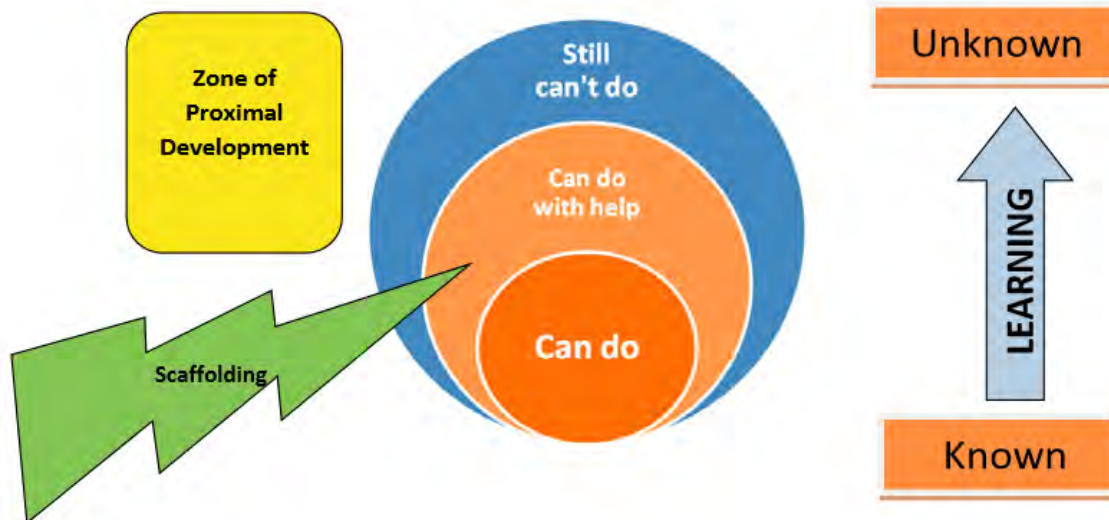 Zone of
Proximal
Development
Still
can't do
Can do
with help
Can do
Scaffolding
Unknown
LEARNING
Known